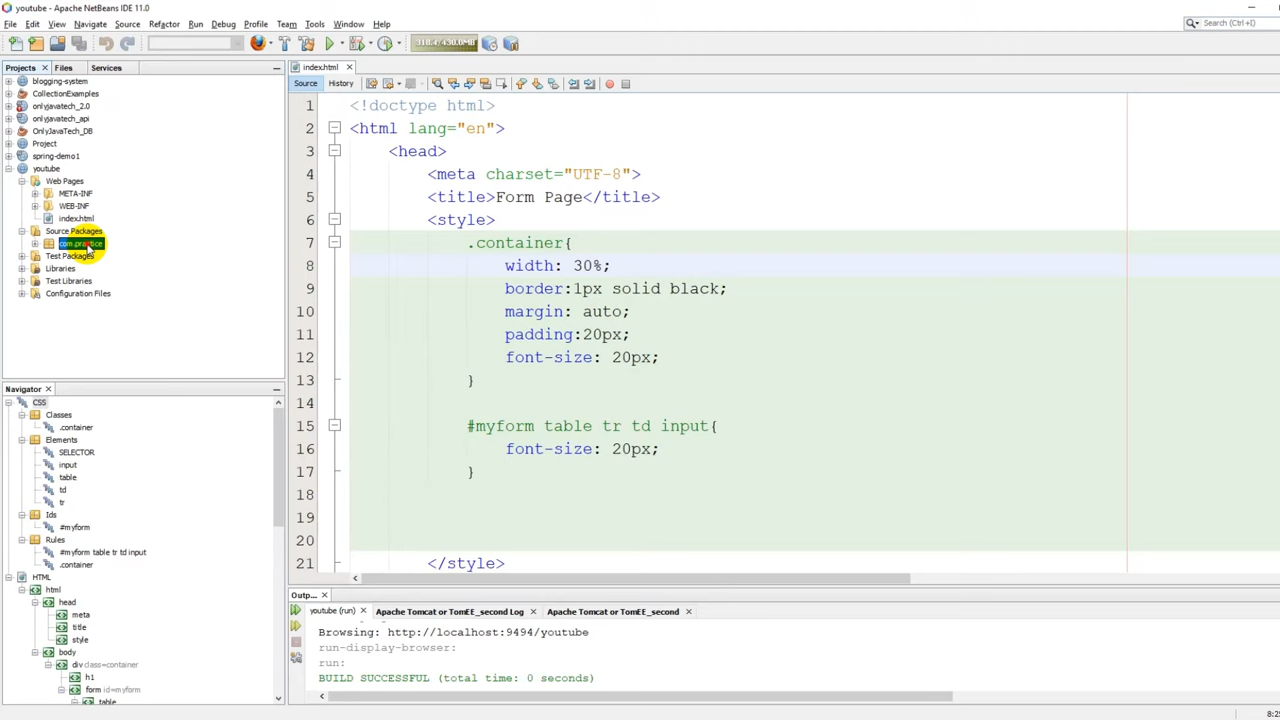 youtube - Apache NetBeans IDE 11.0
File Edit View Navigate Source Refactor Run Debug Profile Team Tools Window Help
Search (Ctrl+I)
Projects Files Services
blogging-system
CollectionExamples
onlyjavatech_2.0
onlyjavatech_api
OnlyJavaTech_DB
Project
spring-demo1
youtube
Web Pages
META-INF
WEB-INF
index.html
Source Packages
com.practice
Test Packages
Libraries
Test Libraries
Configuration Files
Navigator
CSS
Classes
.container
Elements
SELECTOR
input
table
td
tr
Ids
#myform
Rules
#myform table tr td input
.container
HTML
html
head
meta
title
style
body
div class=container
h1
form id=myform
table
index.html
Source History
1 <!doctype html>
2 <html lang="en">
3 <head>
4 <meta charset="UTF-8">
5 <title>Form Page</title>
6 <style>
7 .container{
8 width: 30%;
9 border:1px solid black;
10 margin: auto;
11 padding:20px;
12 font-size: 20px;
13 }
14
15 #myform table tr td input{
16 font-size: 20px;
17 }
18
19
20
21 </style>
Outp...
youtube (run) Apache Tomcat or TomEE_second Log Apache Tomcat or TomEE_second
Browsing: http://localhost:9494/youtube
run-display-browser:
run:
BUILD SUCCESSFUL (total time: 0 seconds)